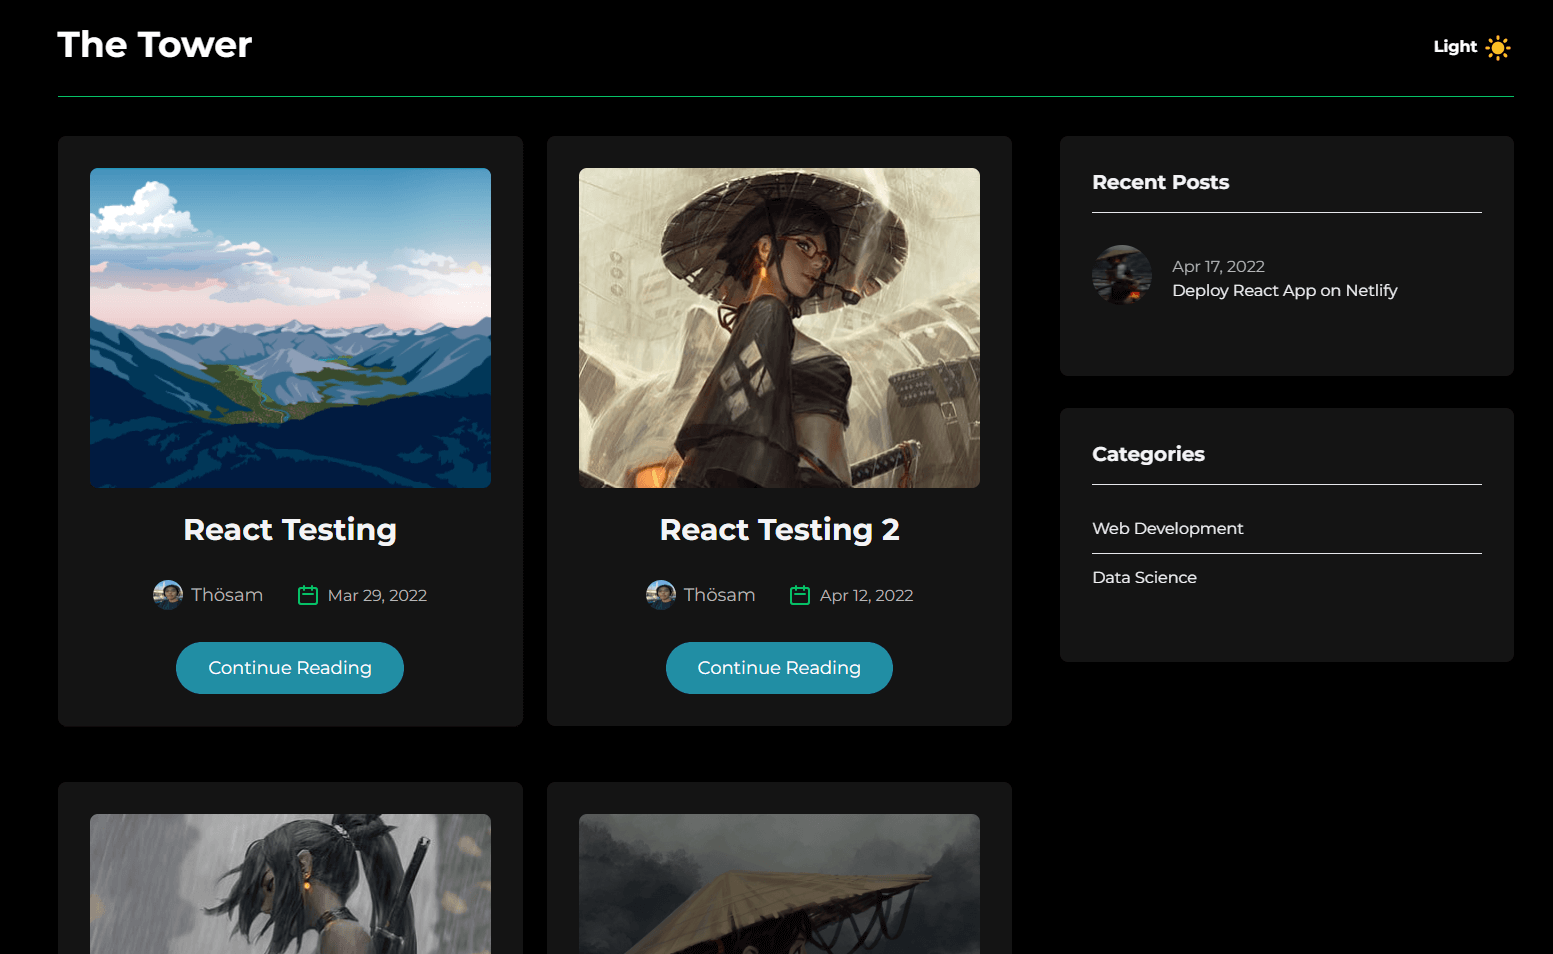 The Tower
Light
React Testing
Thösam
Mar 29, 2022
Continue Reading
React Testing 2
Thösam
Apr 12, 2022
Continue Reading
Recent Posts
Apr 17, 2022
Deploy React App on Netlify
Categories
Web Development
Data Science